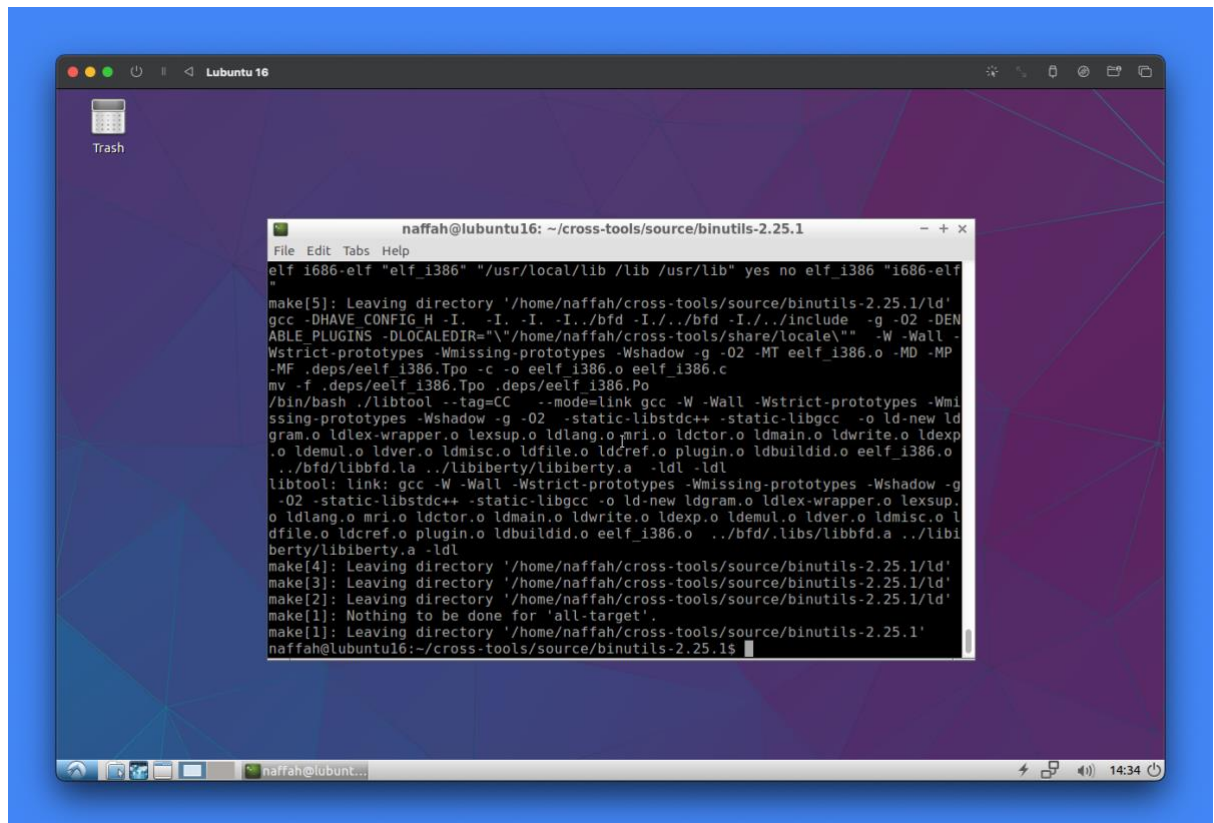 Lubuntu 16
Trash
naffah@lubuntu16: ~/cross-tools/source/binutils-2.25.1
File Edit Tabs Help
elf i686-elf "elf_i386" "/usr/local/lib /lib /usr/lib" yes no elf_i386 "i686-elf
"
make[5]: Leaving directory '/home/naffah/cross-tools/source/binutils-2.25.1/ld'
gcc -DHAVE_CONFIG_H -I.  -I. -I. -I../bfd -I./../bfd -I./../include  -g -O2 -DEN
ABLE_PLUGINS -DLOCALEDIR="\"/home/naffah/cross-tools/share/locale\""  -W -Wall -
Wstrict-prototypes -Wmissing-prototypes -Wshadow -g -O2 -MT eelf_i386.o -MD -MP
-MF .deps/eelf_i386.Tpo -c -o eelf_i386.o eelf_i386.c
mv -f .deps/eelf_i386.Tpo .deps/eelf_i386.Po
/bin/bash ./libtool --tag=CC   --mode=link gcc -W -Wall -Wstrict-prototypes -Wmi
ssing-prototypes -Wshadow -g -O2  -static-libstdc++ -static-libgcc  -o ld-new ld
gram.o ldlex-wrapper.o lexsup.o ldlang.o mri.o ldctor.o ldmain.o ldwrite.o ldexp
.o ldemul.o ldver.o ldmisc.o ldfile.o ldcref.o plugin.o ldbuildid.o eelf_i386.o
 ../bfd/libbfd.la ../libiberty/libiberty.a  -ldl -ldl
libtool: link: gcc -W -Wall -Wstrict-prototypes -Wmissing-prototypes -Wshadow -g
 -O2 -static-libstdc++ -static-libgcc -o ld-new ldgram.o ldlex-wrapper.o lexsup.
o ldlang.o mri.o ldctor.o ldmain.o ldwrite.o ldexp.o ldemul.o ldver.o ldmisc.o l
dfile.o ldcref.o plugin.o ldbuildid.o eelf_i386.o  ../bfd/.libs/libbfd.a ../libi
berty/libiberty.a -ldl
make[4]: Leaving directory '/home/naffah/cross-tools/source/binutils-2.25.1/ld'
make[3]: Leaving directory '/home/naffah/cross-tools/source/binutils-2.25.1/ld'
make[2]: Leaving directory '/home/naffah/cross-tools/source/binutils-2.25.1/ld'
make[1]: Nothing to be done for 'all-target'.
make[1]: Leaving directory '/home/naffah/cross-tools/source/binutils-2.25.1'
naffah@lubuntu16:~/cross-tools/source/binutils-2.25.1$
naffah@lubunt...
14:34